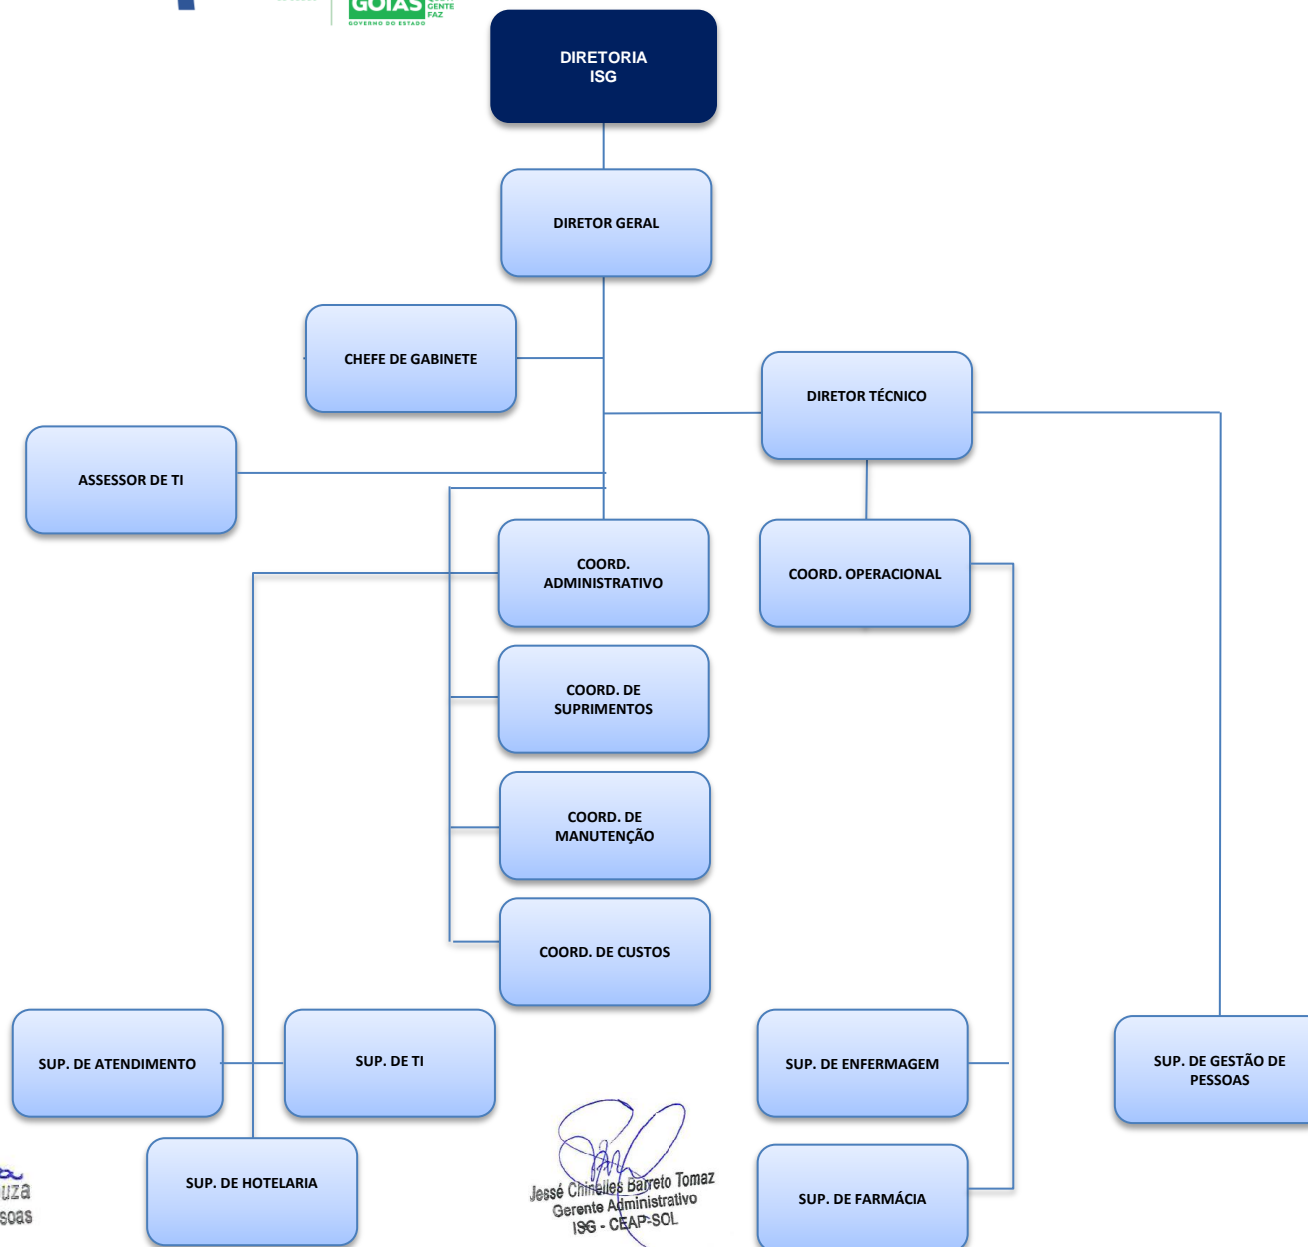 GOIÁS
GENTE
FAZ
GOVERNO DO ESTADO
DIRETORIA
ISG
DIRETOR GERAL
CHEFE DE GABINETE
DIRETOR TÉCNICO
ASSESSOR DE TI
COORD.
ADMINISTRATIVO
COORD. OPERACIONAL
COORD. DE
SUPRIMENTOS
COORD. DE
MANUTENÇÃO
COORD. DE CUSTOS
SUP. DE ATENDIMENTO
SUP. DE TI
SUP. DE ENFERMAGEM
SUP. DE GESTÃO DE
PESSOAS
SUP. DE HOTELARIA
SUP. DE FARMÁCIA
uza
soas
Jessé Chinelles Barreto Tomaz
Gerente Administrativo
ISG - CEAP-SOL